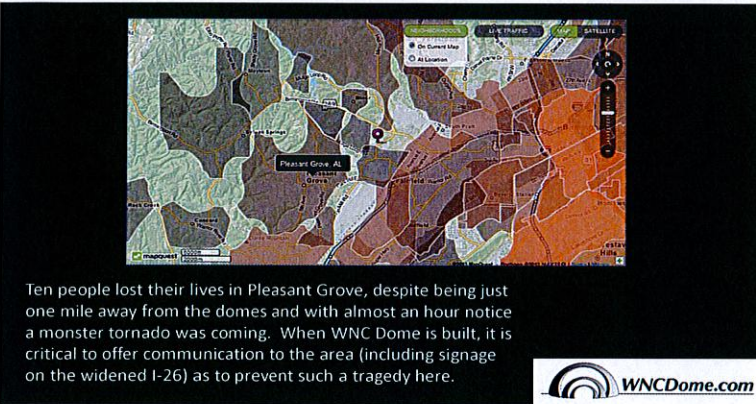 NEIGHBORHOODS LIVE TRAFFIC MAP SATELLITE
On Current Map
At Location
Pleasant Grove, AL
Grove
mapquest
Ten people lost their lives in Pleasant Grove, despite being just
one mile away from the domes and with almost an hour notice
a monster tornado was coming. When WNC Dome is built, it is
critical to offer communication to the area (including signage
on the widened I-26) as to prevent such a tragedy here.
WNCDome.com